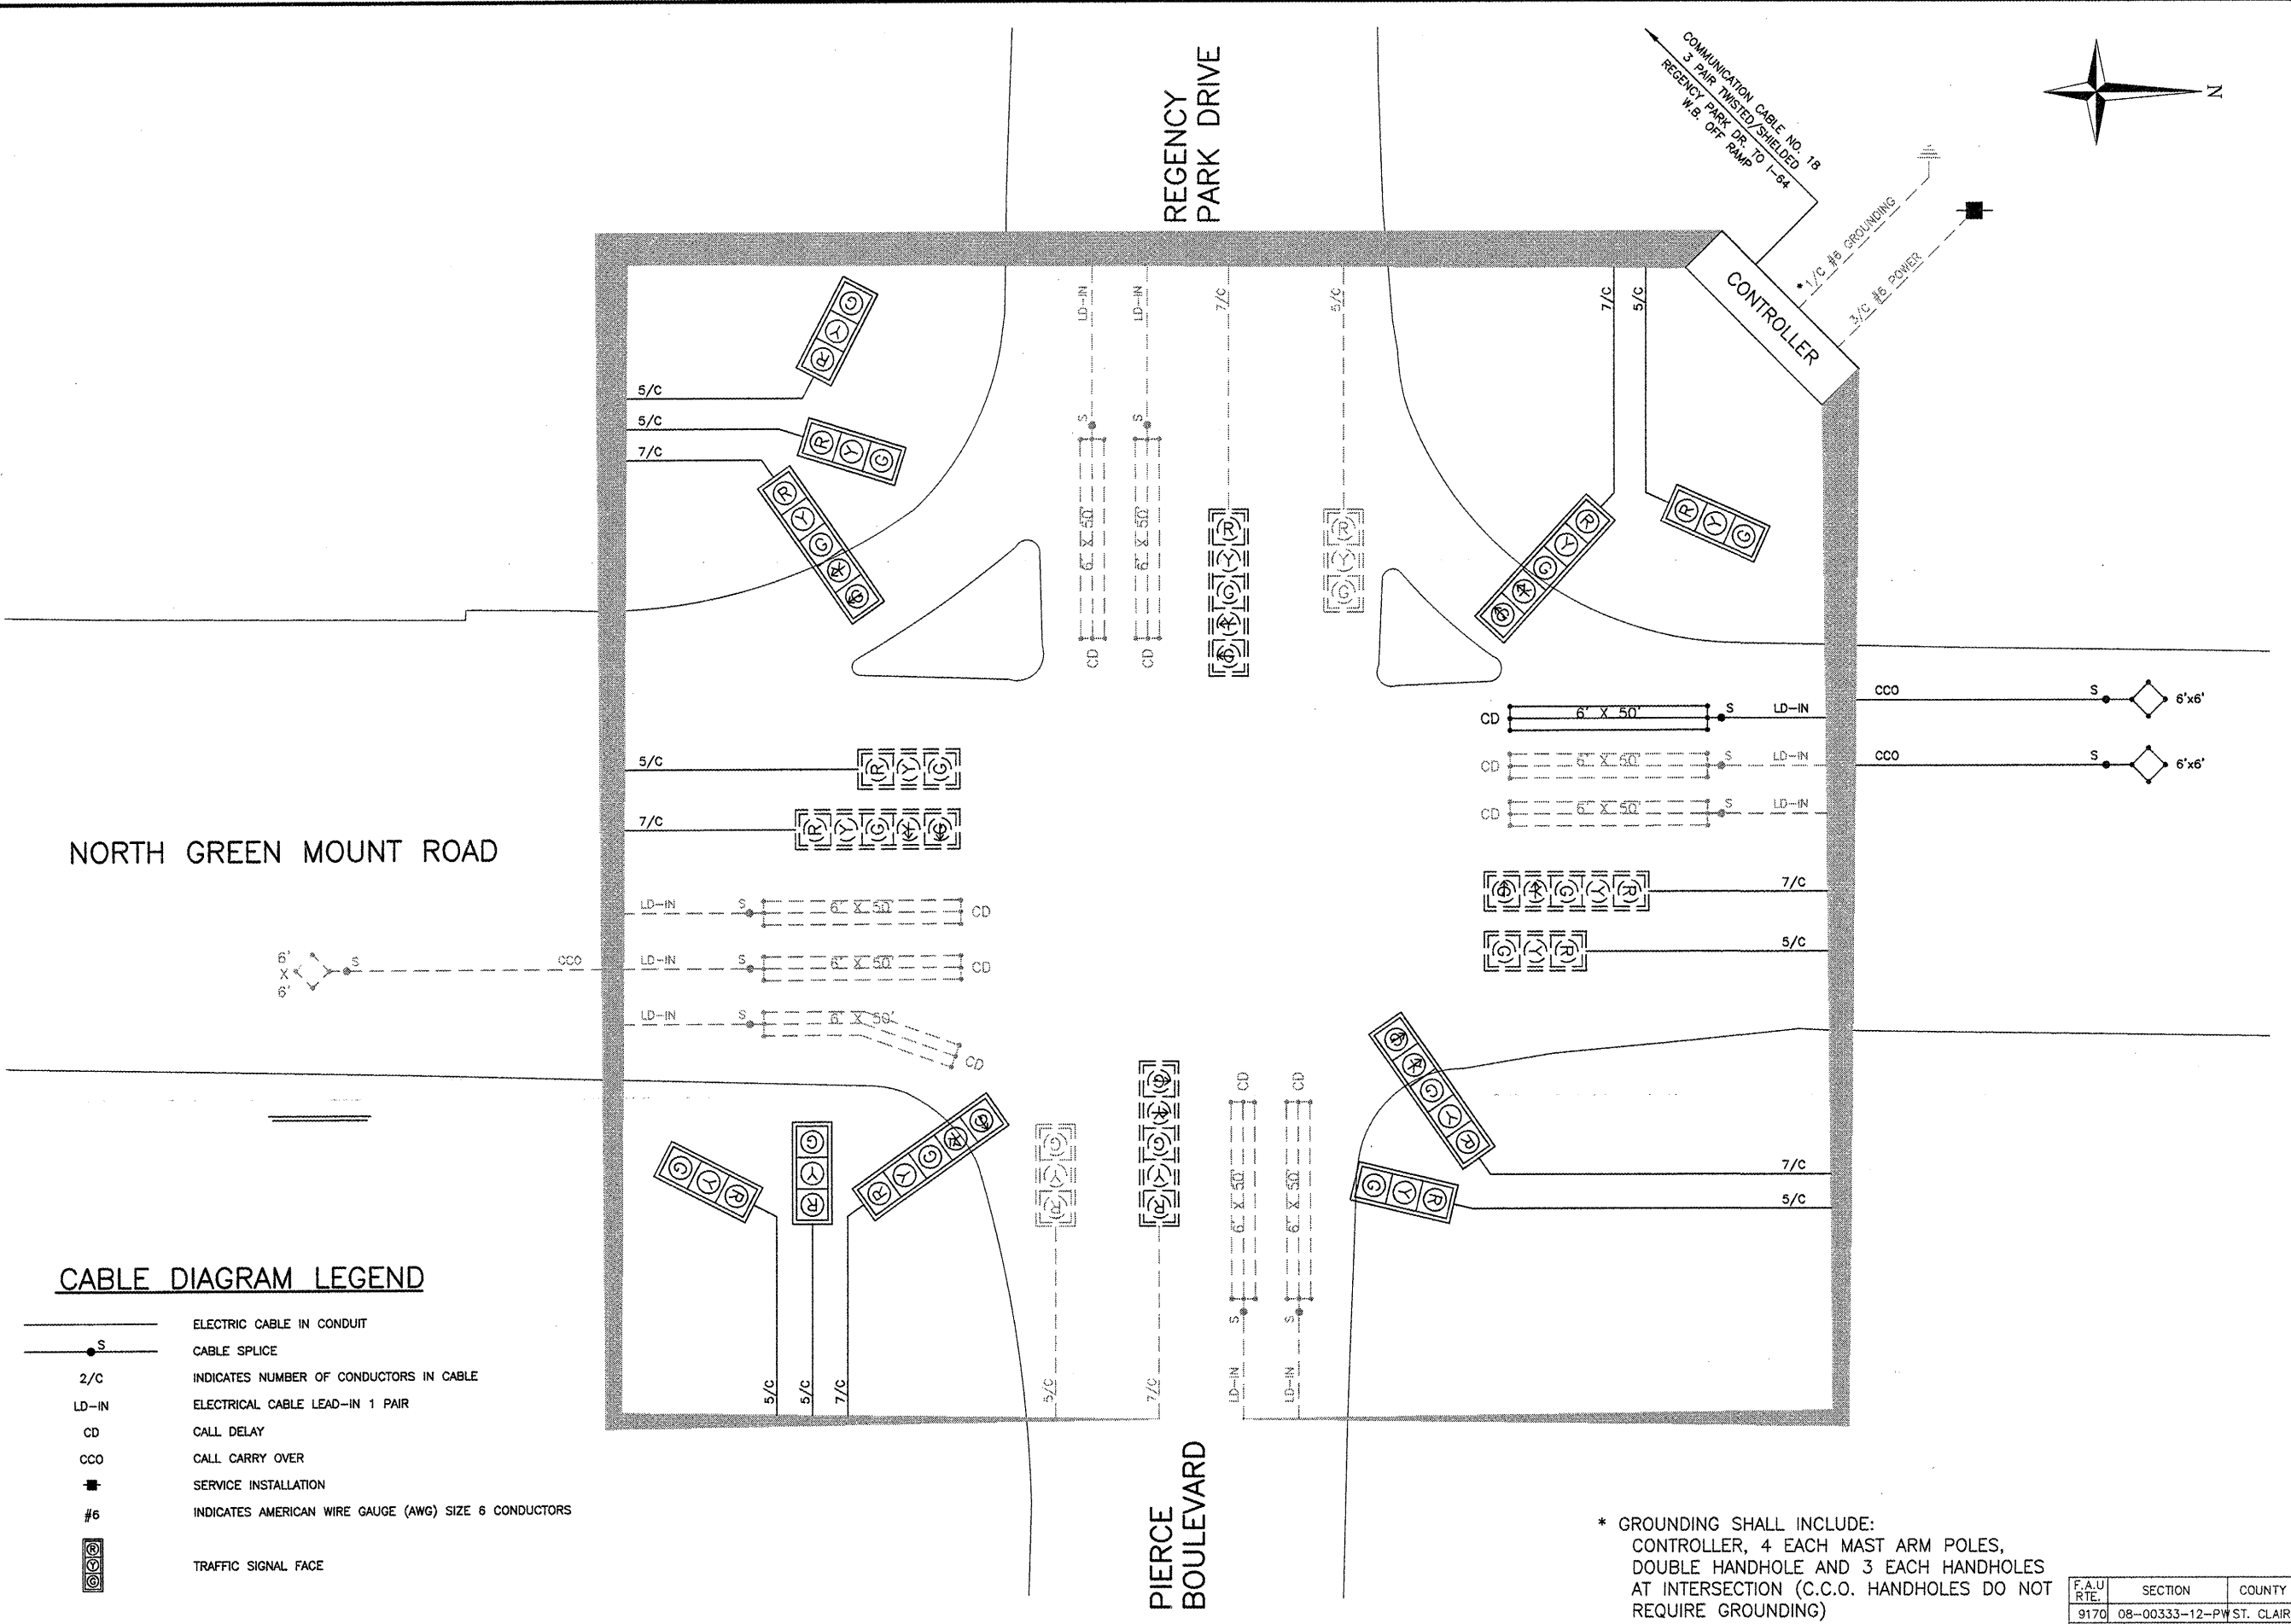 REGENCY
PARK DRIVE
COMMUNICATION CABLE NO. 18
3 PAIR TWISTED/SHIELDED
REGENCY PARK DR. TO I-64
W.B. OFF RAMP
N
* 1/C #6 GROUNDING
3/C #6 POWER
CONTROLLER
LD-IN
LD-IN
7/C
5/C
7/C
5/C
G
Y
R
5/C
5/C
7/C
R Y G
R
Y
G
Y
G
S
S
6' X 50'
6' X 50'
CD
CD
R
Y
G
Y
G
R
Y
G
R
Y
G
Y
G
R Y G
CD
6' X 50'
S
LD-IN
CD
6' X 50'
S
LD-IN
CD
6' X 50'
S
LD-IN
CCO
S
6'x6'
CCO
S
6'x6'
5/C
R Y G
7/C
R Y G Y G
NORTH GREEN MOUNT ROAD
G Y G Y R
7/C
G Y R
5/C
LD-IN
S
6' X 50'
CD
6'
X
6'
S
CCO
LD-IN
S
6' X 50'
CD
LD-IN
S
6' X 50'
CD
G
Y
G
Y
R
7/C
G Y R
5/C
G Y R
G
Y
R
R Y G Y G
5/C
5/C
7/C
G
Y
R
5/C
G
Y
G
Y
R
7/C
CD
CD
6' X 50'
6' X 50'
S
S
LD-IN
LD-IN
PIERCE
BOULEVARD
CABLE DIAGRAM LEGEND
ELECTRIC CABLE IN CONDUIT
S
CABLE SPLICE
2/C
INDICATES NUMBER OF CONDUCTORS IN CABLE
LD-IN
ELECTRICAL CABLE LEAD-IN 1 PAIR
CD
CALL DELAY
CCO
CALL CARRY OVER
SERVICE INSTALLATION
#6
INDICATES AMERICAN WIRE GAUGE (AWG) SIZE 6 CONDUCTORS
R
Y
G
TRAFFIC SIGNAL FACE
* GROUNDING SHALL INCLUDE:
CONTROLLER, 4 EACH MAST ARM POLES,
DOUBLE HANDHOLE AND 3 EACH HANDHOLES
AT INTERSECTION (C.C.O. HANDHOLES DO NOT
REQUIRE GROUNDING)
F.A.U
RTE.
SECTION
COUNTY
9170
08-00333-12-PW
ST. CLAIR